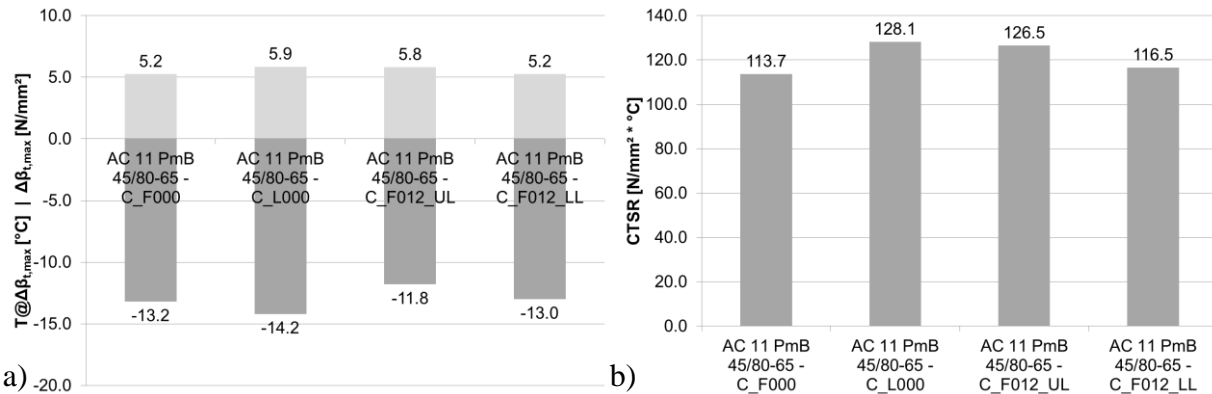 10.0
5.0
0.0
-5.0
-10.0
-15.0
-20.0
T@Δβt,max [°C] | Δβt,max [N/mm²]
5.2
5.9
5.8
5.2
AC 11 PmB
45/80-65 -
C_F000
AC 11 PmB
45/80-65 -
C_L000
AC 11 PmB
45/80-65 -
C_F012_UL
AC 11 PmB
45/80-65 -
C_F012_LL
-13.2
-14.2
-11.8
-13.0
a)
140.0
120.0
100.0
80.0
60.0
40.0
20.0
0.0
CTSR [N/mm² * °C]
113.7
128.1
126.5
116.5
AC 11 PmB
45/80-65 -
C_F000
AC 11 PmB
45/80-65 -
C_L000
AC 11 PmB
45/80-65 -
C_F012_UL
AC 11 PmB
45/80-65 -
C_F012_LL
b)